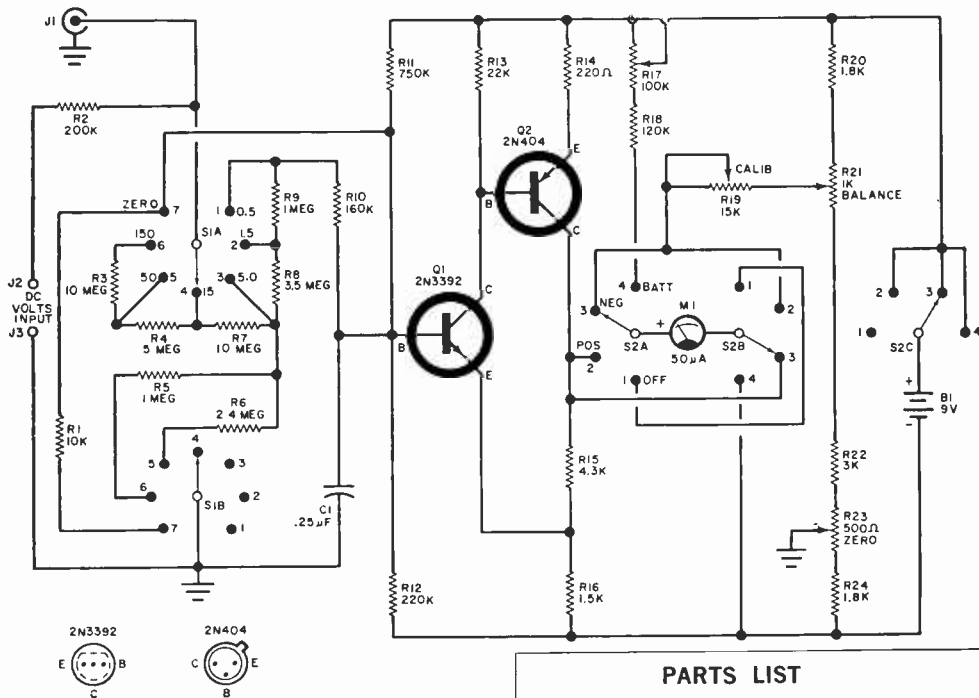 J1
R2
200K
ZERO
7
1
0.5
R9
1 MEG
R10
160K
150
6
S1A
2
1.5
R3
10 MEG
50
5
4
15
3
5.0
R8
3.5 MEG
J2
DC
VOLTS
INPUT
J3
R4
5 MEG
R7
10 MEG
R5
1 MEG
R6
2.4 MEG
R1
10K
4
5
3
6
2
S1B
7
1
C1
.25µF
R11
750K
R13
22K
R14
220Ω
R17
100K
R18
120K
Q2
2N404
E
B
C
Q1
2N3392
C
B
E
R12
220K
R15
4.3K
R16
1.5K
CALIB
R19
15K
4
BATT
1
3
NEG
M1
2
+
S2A
50µA
S2B
POS
2
3
1
OFF
4
R20
1.8K
R21
1K
BALANCE
R22
3K
R23
500Ω
ZERO
R24
1.8K
2
3
1
S2C
4
+
B1
9V
-
2N3392
E
B
C
2N404
C
E
B
PARTS LIST